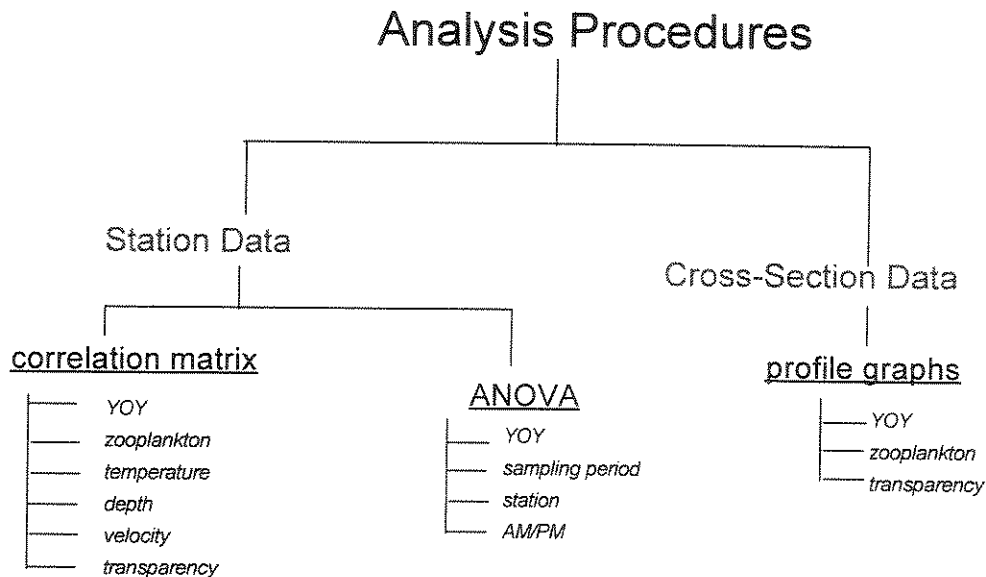 Analysis Procedures
Station Data
Cross-Section Data
correlation matrix
YOY
zooplankton
temperature
depth
velocity
transparency
ANOVA
YOY
sampling period
station
AM/PM
profile graphs
YOY
zooplankton
transparency